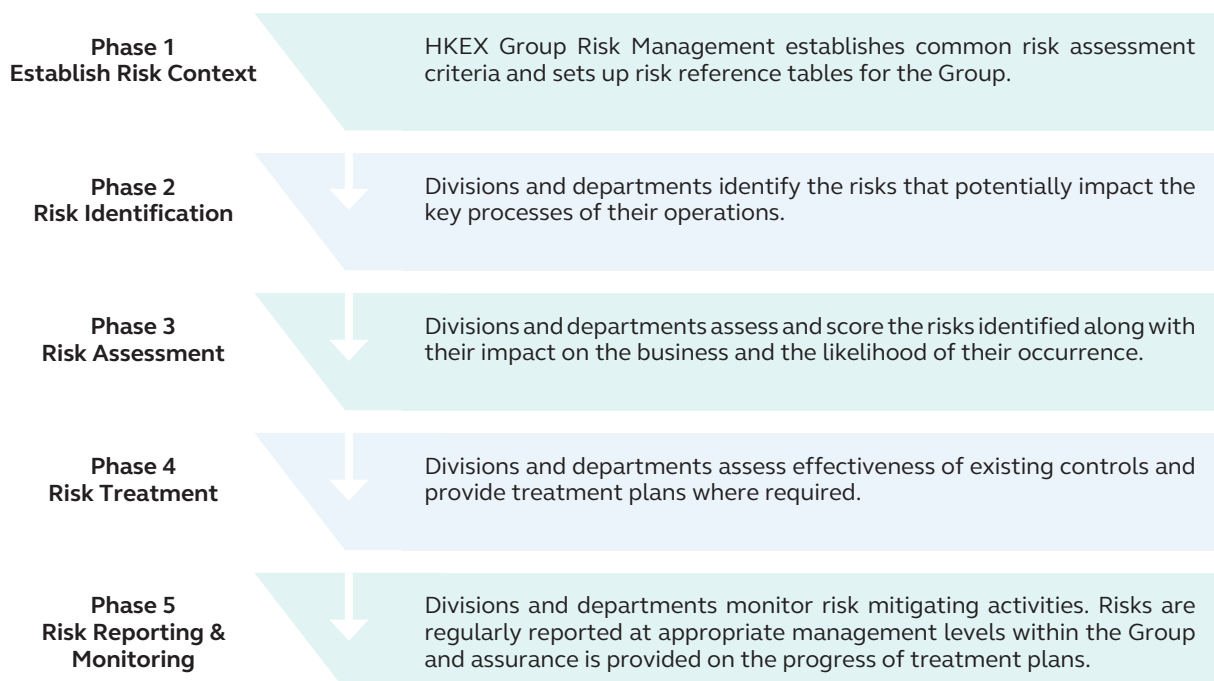 Phase 1
Establish Risk Context
HKEX Group Risk Management establishes common risk assessment
criteria and sets up risk reference tables for the Group.
Phase 2
Risk Identification
Divisions and departments identify the risks that potentially impact the
key processes of their operations.
Phase 3
Risk Assessment
Divisions and departments assess and score the risks identified along with
their impact on the business and the likelihood of their occurrence.
Phase 4
Risk Treatment
Divisions and departments assess effectiveness of existing controls and
provide treatment plans where required.
Phase 5
Risk Reporting &
Monitoring
Divisions and departments monitor risk mitigating activities. Risks are
regularly reported at appropriate management levels within the Group
and assurance is provided on the progress of treatment plans.